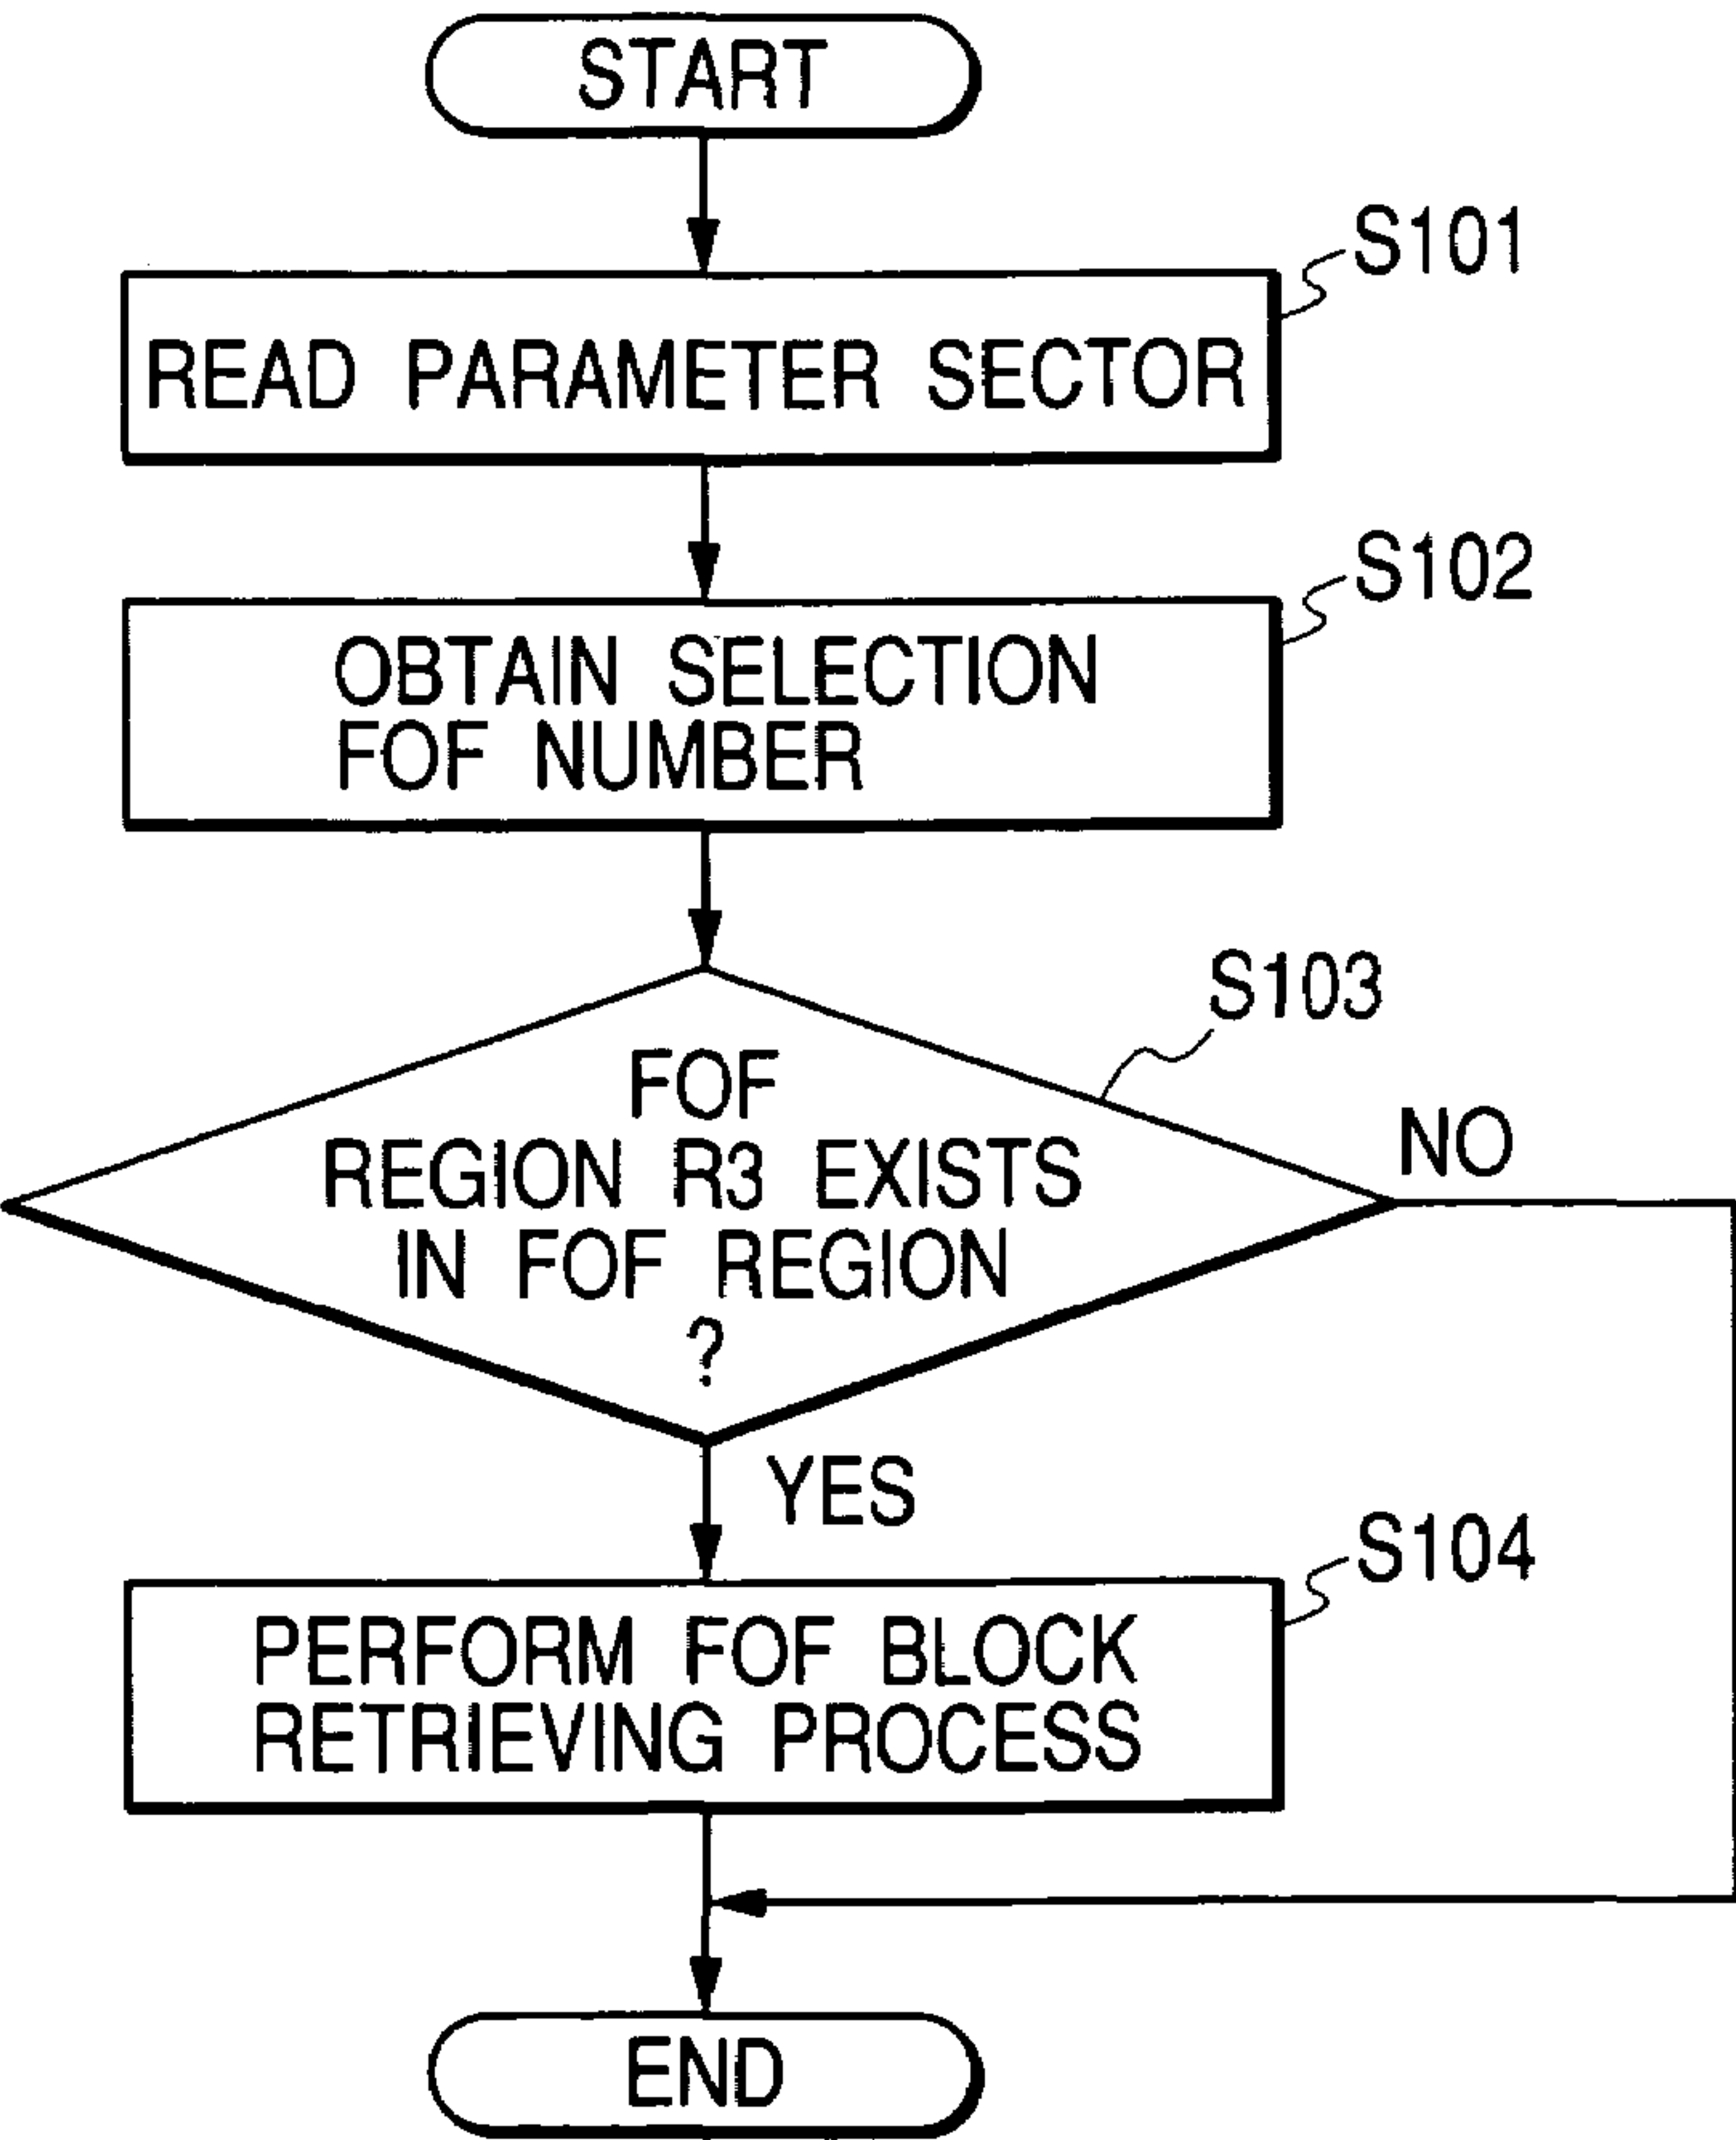 START
S101
READ PARAMETER SECTOR
S102
OBTAIN SELECTION
FOF NUMBER
S103
FOF
REGION R3 EXISTS
IN FOF REGION
?
NO
YES
S104
PERFORM FOF BLOCK
RETRIEVING PROCESS
END